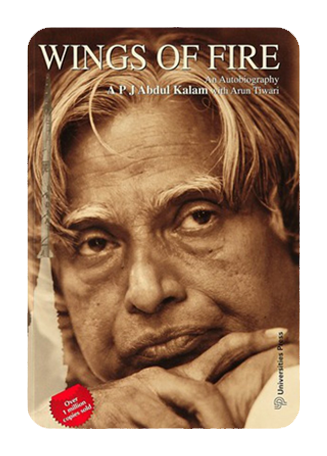 WINGS OF FIRE
An Autobiography
A P J Abdul Kalam with Arun Tiwari
Universities Press
Over
1 million
copies sold